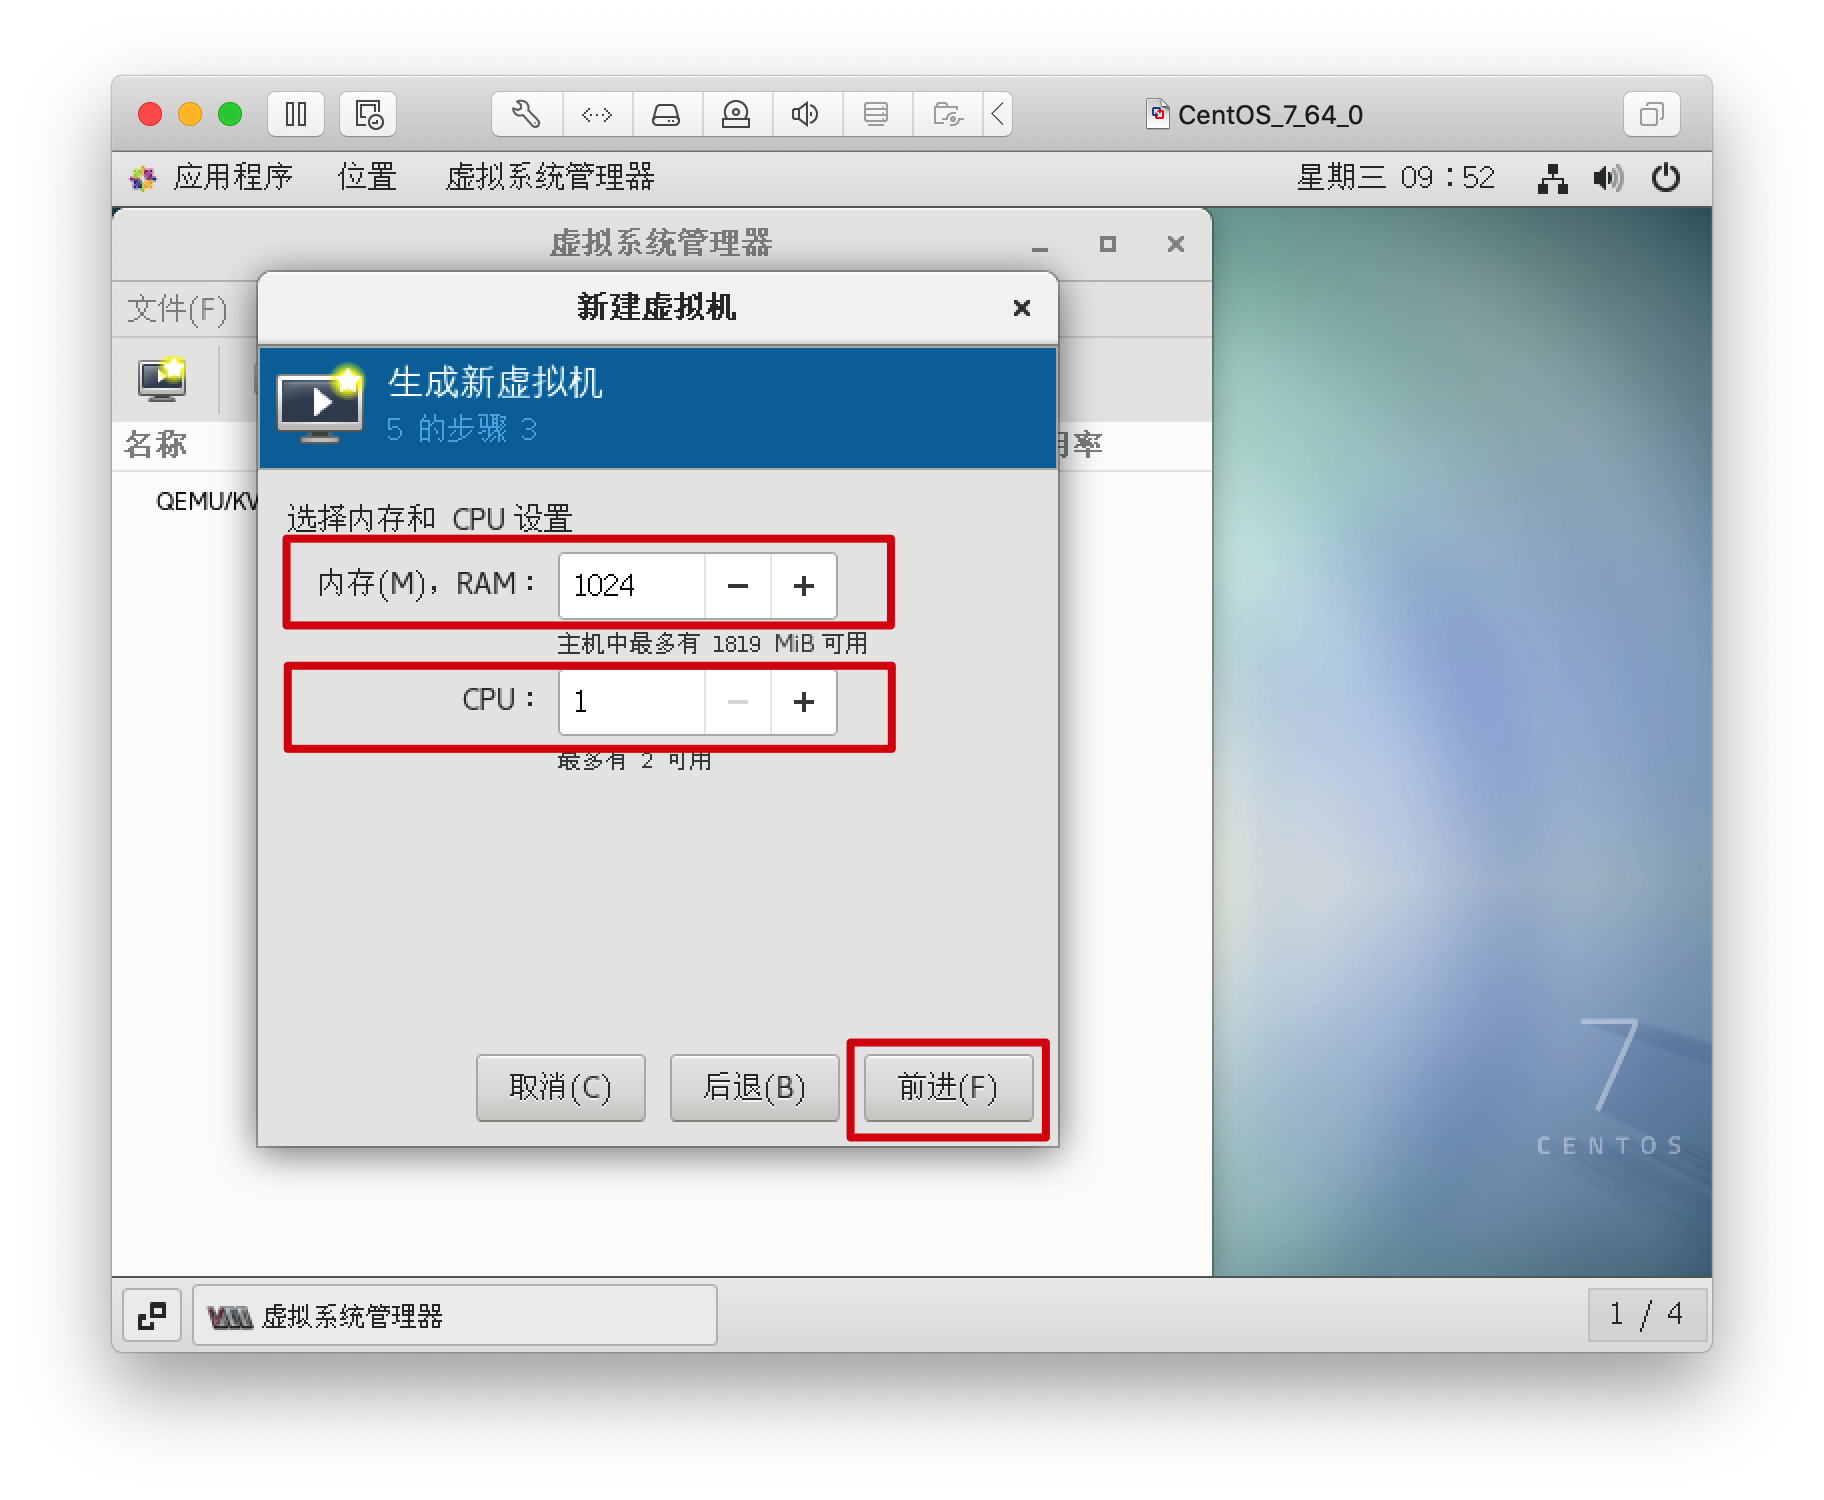 CentOS_7_64_0
应用程序 位置 虚拟系统管理器 星期三 09：52
虚拟系统管理器
文件(F)
新建虚拟机
生成新虚拟机
5 的步骤 3
名称
用率
QEMU/KV
选择内存和 CPU 设置
内存(M)，RAM： 1024
主机中最多有 1819 MiB 可用
CPU： 1
最多有 2 可用
取消(C) 后退(B) 前进(F)
7
CENTOS
虚拟系统管理器
1 / 4